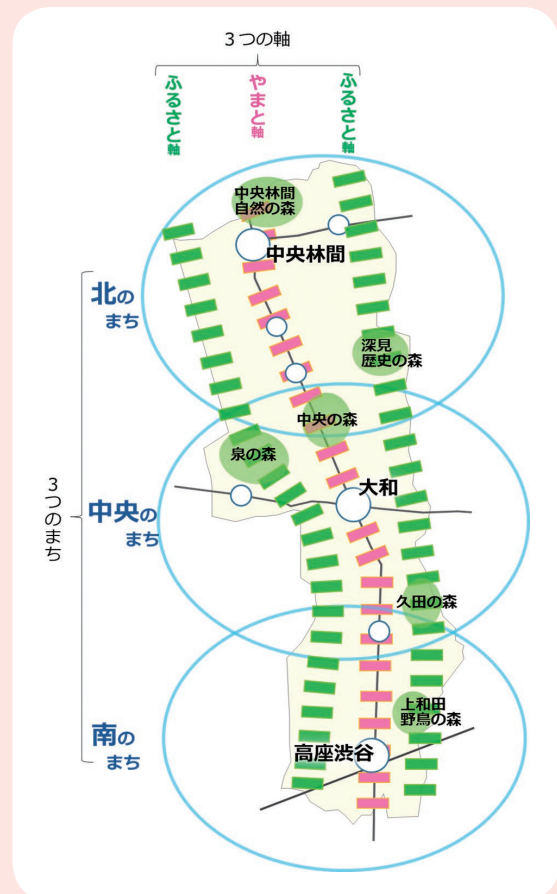 3つの軸
ふるさと軸
やまと軸
ふるさと軸
中央林間
自然の森
中央林間
北の
まち
深見
歴史の森
中央の森
泉の森
大和
3つのまち
中央の
まち
久田の森
上和田
野鳥の森
南の
まち
高座渋谷